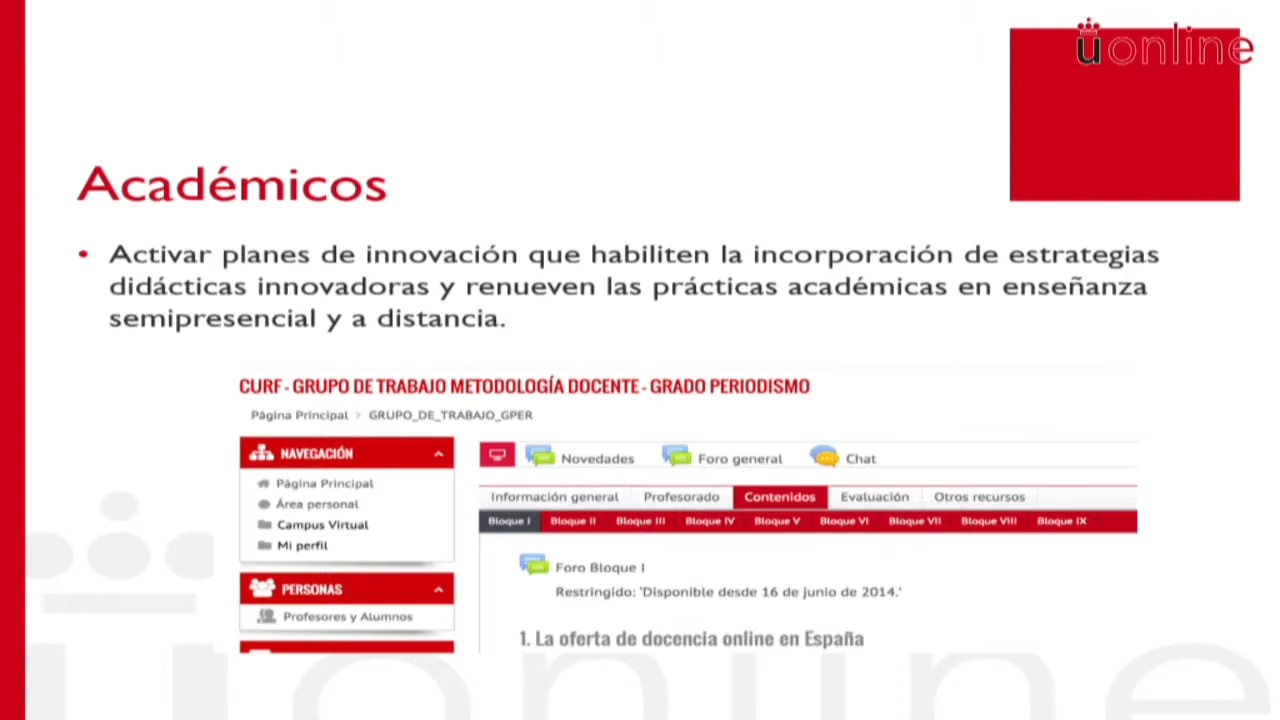 üonline
Académicos
• Activar planes de innovación que habiliten la incorporación de estrategias
didácticas innovadoras y renueven las prácticas académicas en enseñanza
semipresencial y a distancia.
CURF - GRUPO DE TRABAJO METODOLOGÍA DOCENTE - GRADO PERIODISMO
Página Principal > GRUPO_DE_TRABAJO_GPER
NAVEGACIÓN
Página Principal
Área personal
Campus Virtual
Mi perfil
PERSONAS
Profesores y Alumnos
Novedades Foro general Chat
Información general Profesorado Contenidos Evaluación Otros recursos
Bloque I Bloque II Bloque III Bloque IV Bloque V Bloque VI Bloque VII Bloque VIII Bloque IX
Foro Bloque I
Restringido: 'Disponible desde 16 de junio de 2014.'
1. La oferta de docencia online en España
üonline